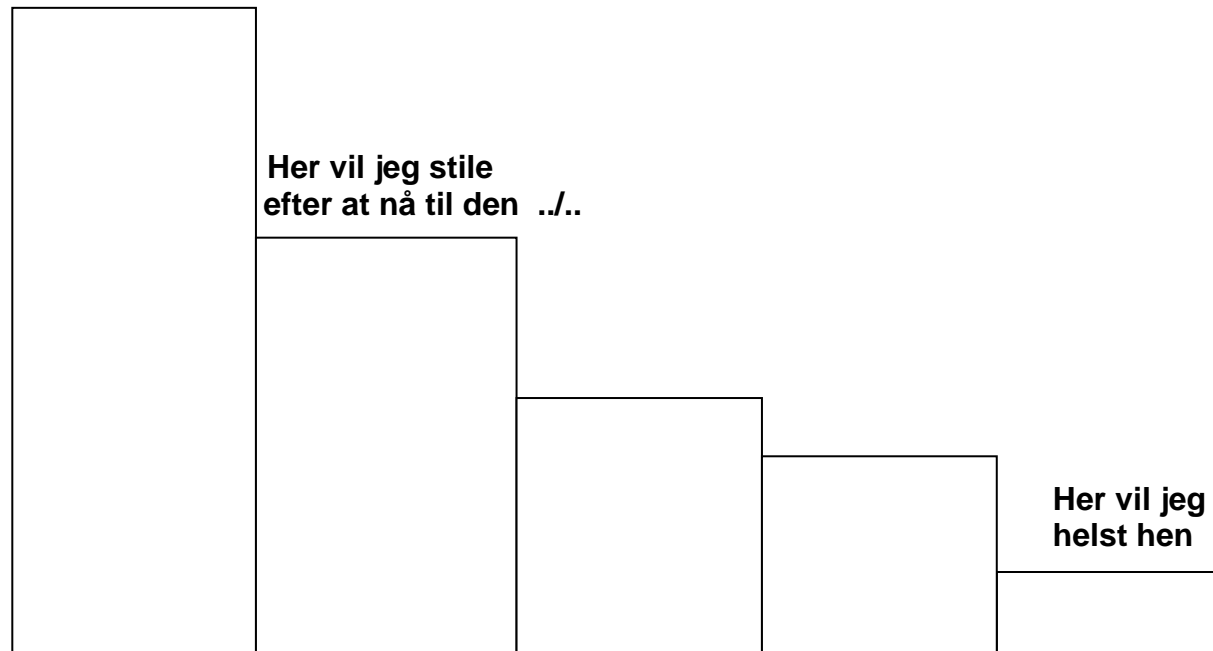 Her vil jeg stile
efter at nå til den ../..
Her vil jeg
helst hen